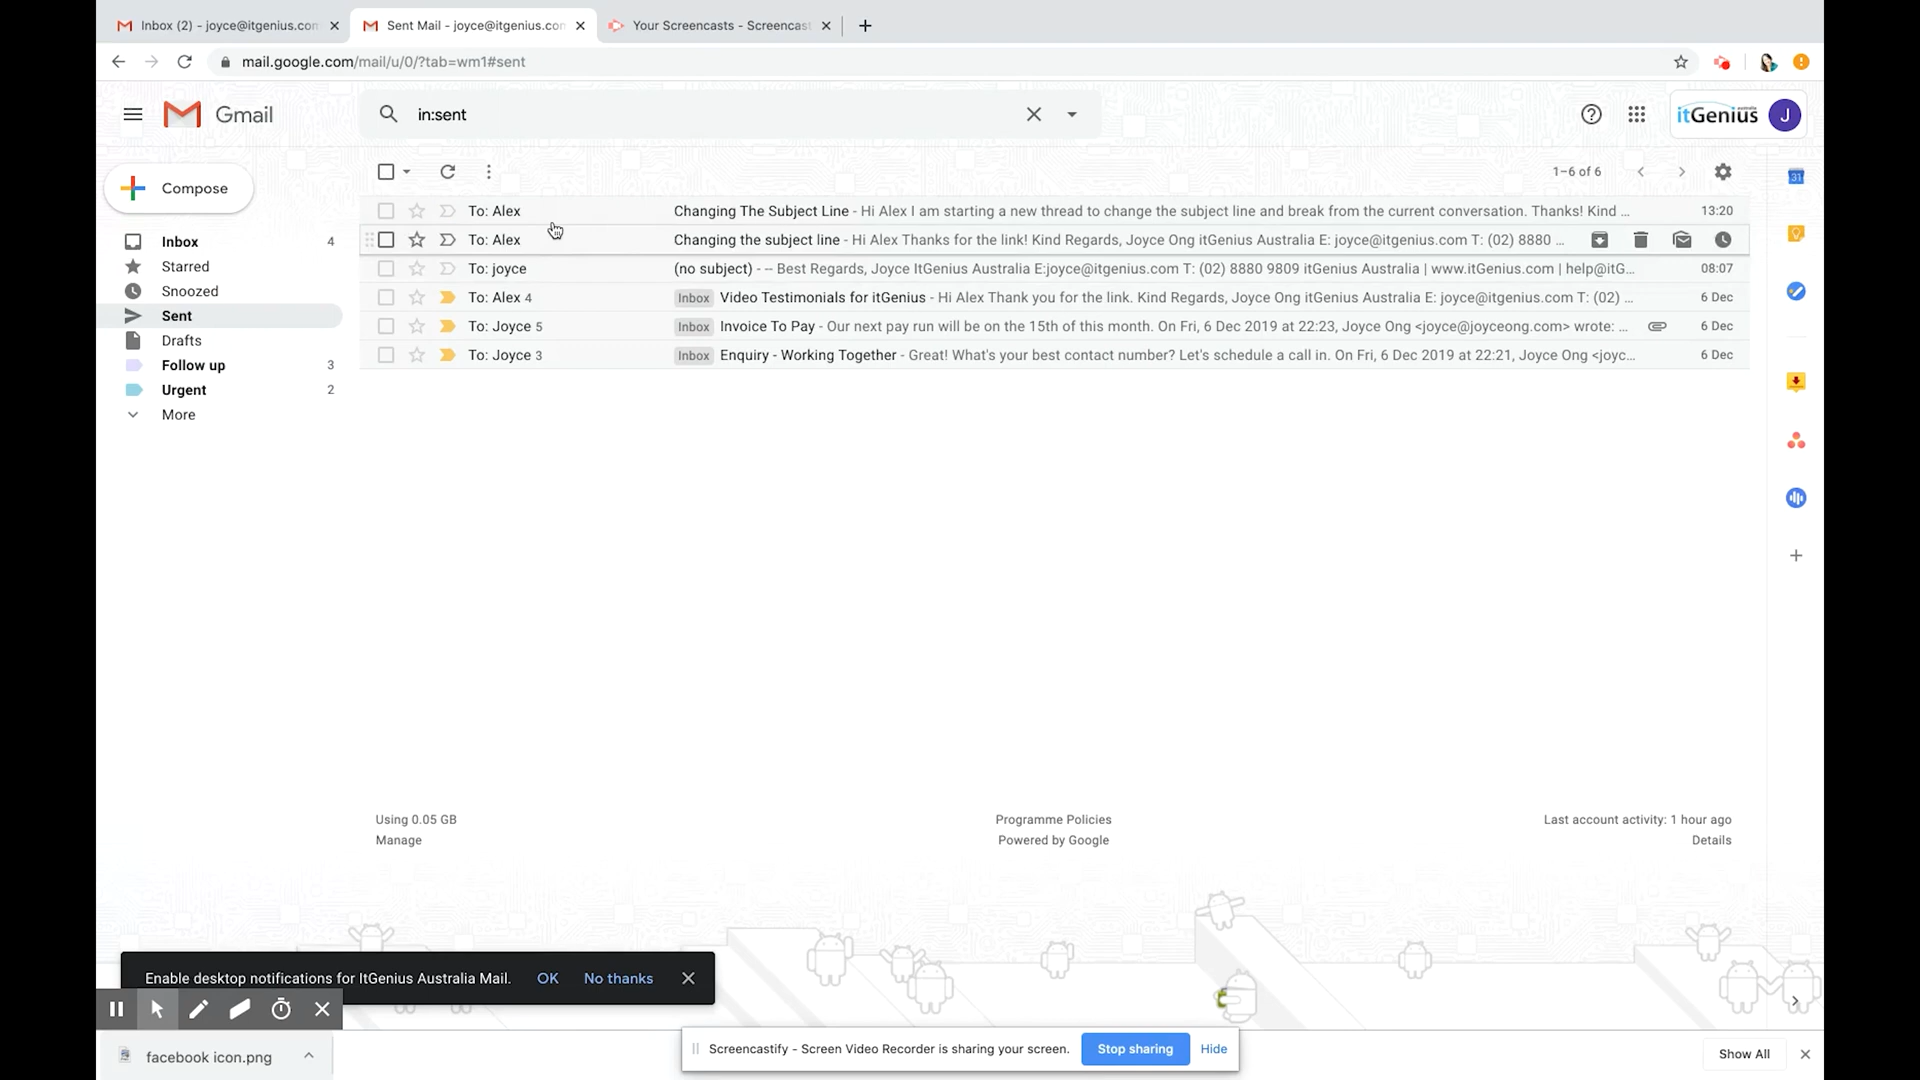 Inbox (2) - joyce@itgenius.com
Sent Mail - joyce@itgenius.com
Your Screencasts - Screencast
mail.google.com/mail/u/0/?tab=wm1#sent
Gmail
in:sent
itGenius
australia
J
Compose
1–6 of 6
31
To: Alex
Changing The Subject Line - Hi Alex I am starting a new thread to change the subject line and break from the current conversation. Thanks! Kind ...
13:20
To: Alex
Changing the subject line - Hi Alex Thanks for the link! Kind Regards, Joyce Ong itGenius Australia E: joyce@itgenius.com T: (02) 8880 ...
To: joyce
(no subject) - -- Best Regards, Joyce ItGenius Australia E:joyce@itgenius.com T: (02) 8880 9809 itGenius Australia | www.itGenius.com | help@itG...
08:07
To: Alex 4
Inbox Video Testimonials for itGenius - Hi Alex Thank you for the link. Kind Regards, Joyce Ong itGenius Australia E: joyce@itgenius.com T: (02) ...
6 Dec
To: Joyce 5
Inbox Invoice To Pay - Our next pay run will be on the 15th of this month. On Fri, 6 Dec 2019 at 22:23, Joyce Ong <joyce@joyceong.com> wrote: ...
6 Dec
To: Joyce 3
Inbox Enquiry - Working Together - Great! What's your best contact number? Let's schedule a call in. On Fri, 6 Dec 2019 at 22:21, Joyce Ong <joyc...
6 Dec
Inbox 4
Starred
Snoozed
Sent
Drafts
Follow up 3
Urgent 2
More
Using 0.05 GB
Manage
Programme Policies
Powered by Google
Last account activity: 1 hour ago
Details
Enable desktop notifications for ItGenius Australia Mail. OK No thanks
Screencastify - Screen Video Recorder is sharing your screen. Stop sharing Hide
facebook icon.png
Show All